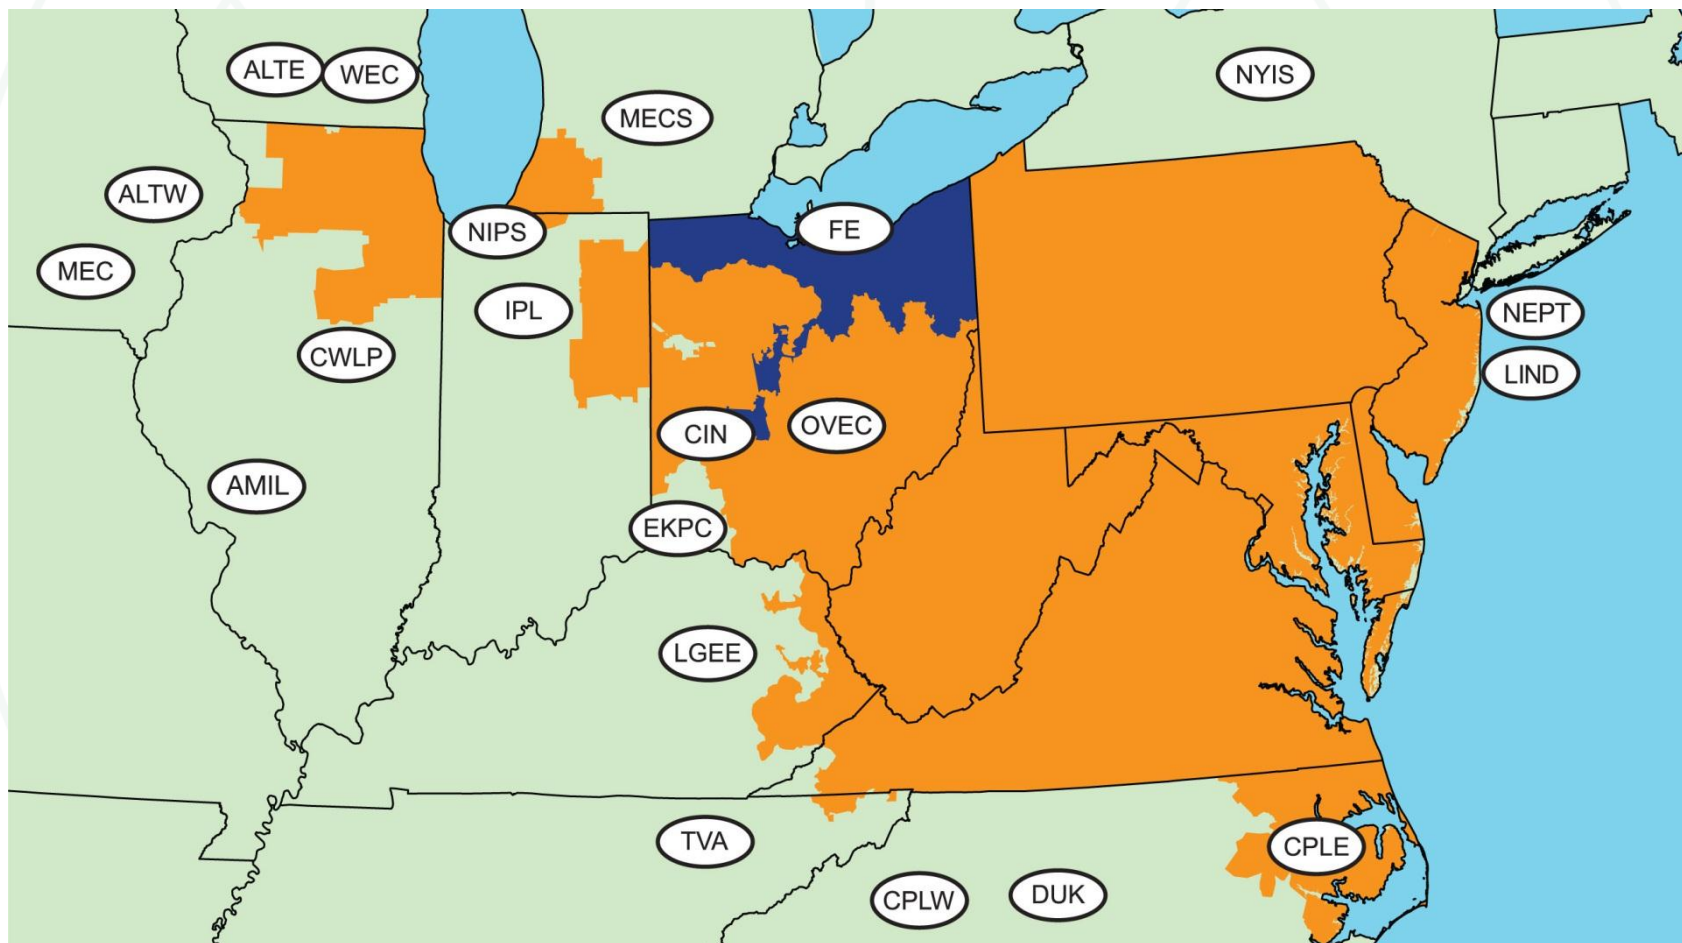 ALTE
WEC
NYIS
MECS
ALTW
NIPS
FE
MEC
IPL
NEPT
CWLP
LIND
CIN
OVEC
AMIL
EKPC
LGEE
TVA
CPLE
CPLW
DUK